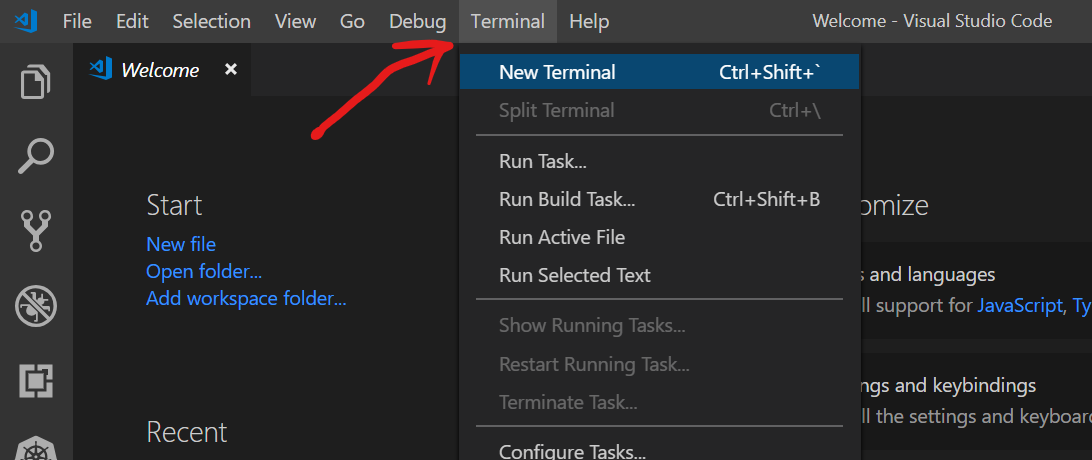 File Edit Selection View Go Debug Terminal Help Welcome - Visual Studio Code
Welcome ×
New Terminal Ctrl+Shift+`
Split Terminal Ctrl+\
Run Task...
Run Build Task... Ctrl+Shift+B
Run Active File
Run Selected Text
Show Running Tasks...
Restart Running Task...
Terminate Task...
Configure Tasks...
Start
New file
Open folder...
Add workspace folder...
Recent
omize
s and languages
ll support for JavaScript, Ty
ngs and keybindings
ll the settings and keyboar